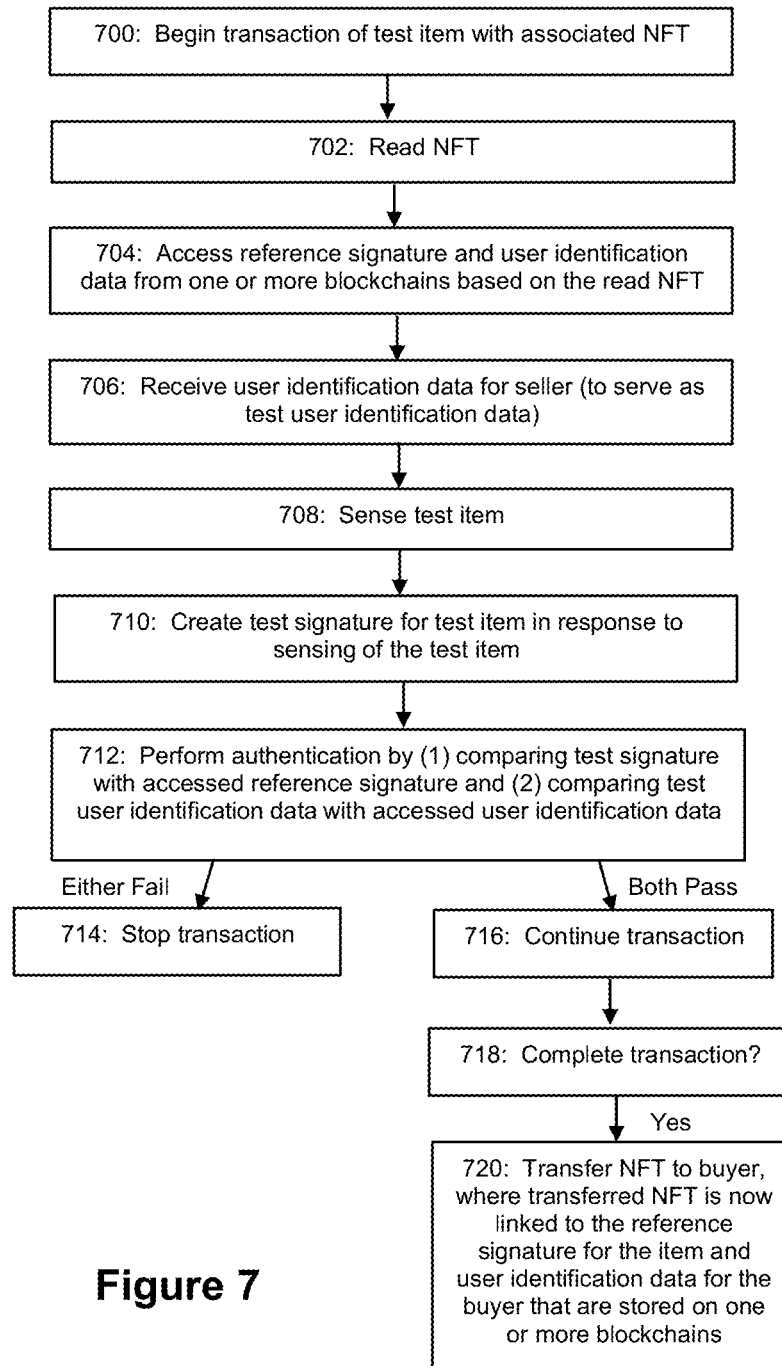 700: Begin transaction of test item with associated NFT
702: Read NFT
704: Access reference signature and user identification
data from one or more blockchains based on the read NFT
706: Receive user identification data for seller (to serve as
test user identification data)
708: Sense test item
710: Create test signature for test item in response to
sensing of the test item
712: Perform authentication by (1) comparing test signature
with accessed reference signature and (2) comparing test
user identification data with accessed user identification data
Either Fail
Both Pass
714: Stop transaction
716: Continue transaction
718: Complete transaction?
Yes
720: Transfer NFT to buyer,
where transferred NFT is now
linked to the reference
signature for the item and
user identification data for the
buyer that are stored on one
or more blockchains
Figure 7